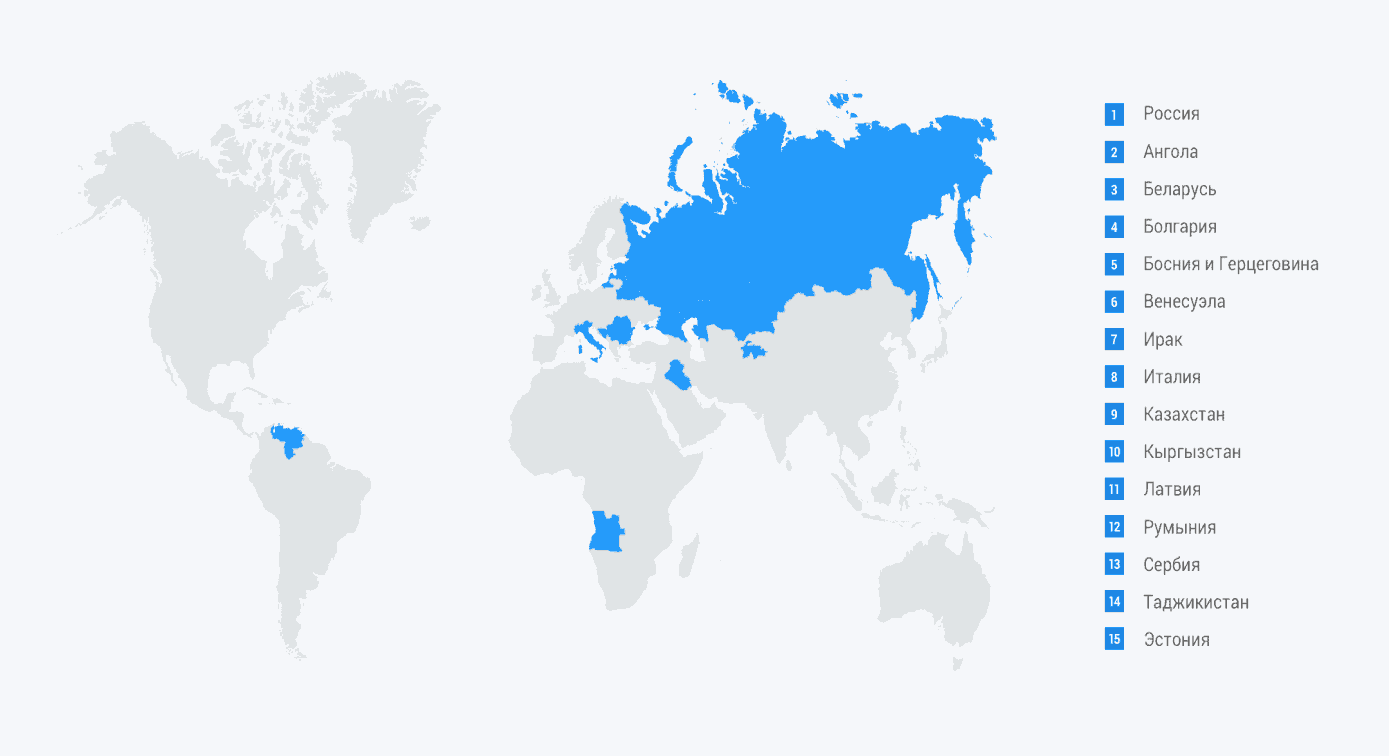 1 Россия
2 Ангола
3 Беларусь
4 Болгария
5 Босния и Герцеговина
6 Венесуэла
7 Ирак
8 Италия
9 Казахстан
10 Кыргызстан
11 Латвия
12 Румыния
13 Сербия
14 Таджикистан
15 Эстония